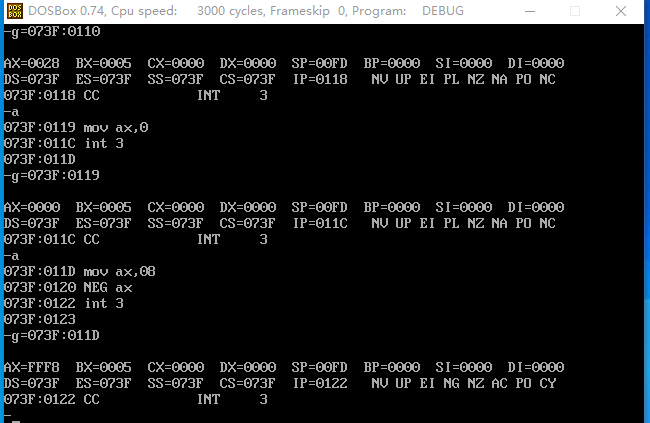 DOSBox 0.74, Cpu speed: 3000 cycles, Frameskip 0, Program: DEBUG
DOS
BOX
-g=073F:0110
AX=0028 BX=0005 CX=0000 DX=0000 SP=00FD BP=0000 SI=0000 DI=0000
DS=073F ES=073F SS=073F CS=073F IP=0118 NV UP EI PL NZ NA PO NC
073F:0118 CC INT 3
-a
073F:0119 mov ax,0
073F:011C int 3
073F:011D
-g=073F:0119
AX=0000 BX=0005 CX=0000 DX=0000 SP=00FD BP=0000 SI=0000 DI=0000
DS=073F ES=073F SS=073F CS=073F IP=011C NV UP EI PL NZ NA PO NC
073F:011C CC INT 3
-a
073F:011D mov ax,08
073F:0120 NEG ax
073F:0122 int 3
073F:0123
-g=073F:011D
AX=FFF8 BX=0005 CX=0000 DX=0000 SP=00FD BP=0000 SI=0000 DI=0000
DS=073F ES=073F SS=073F CS=073F IP=0122 NV UP EI NG NZ AC PO CY
073F:0122 CC INT 3
-